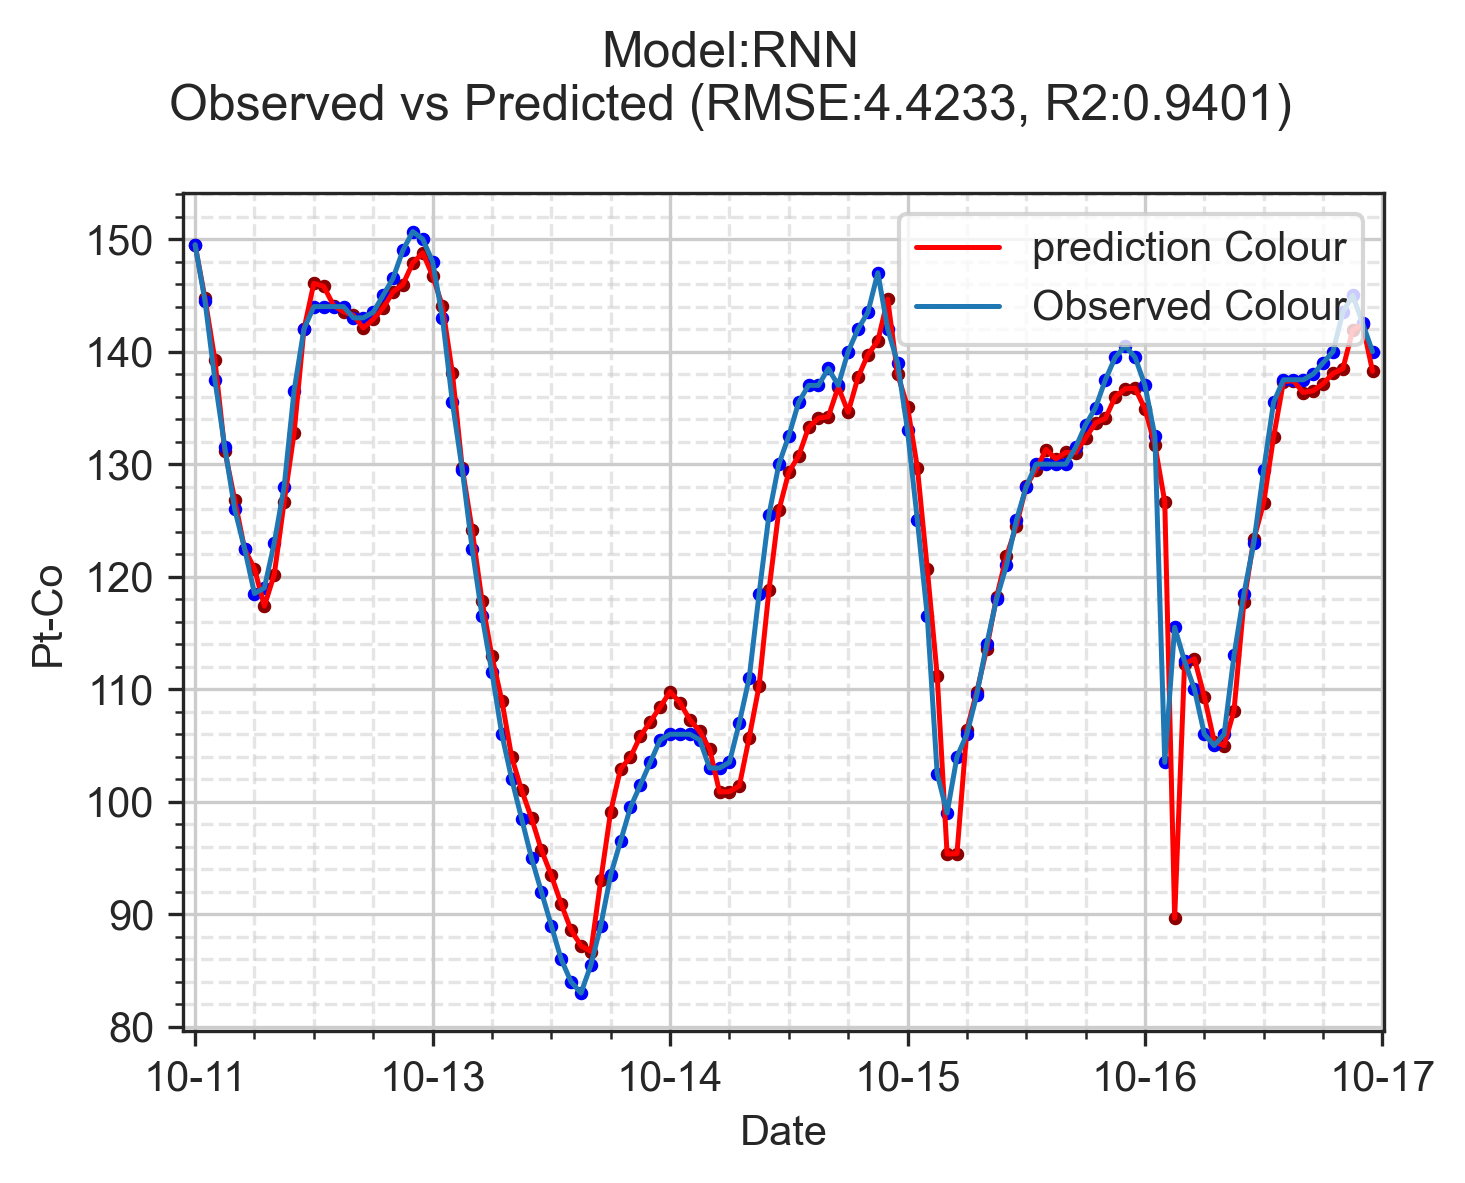 Model:RNN
Observed vs Predicted (RMSE:4.4233, R2:0.9401)
prediction Colour
Observed Colour
150
140
130
120
110
100
90
80
Pt-Co
10-11 10-13 10-14 10-15 10-16 10-17
Date